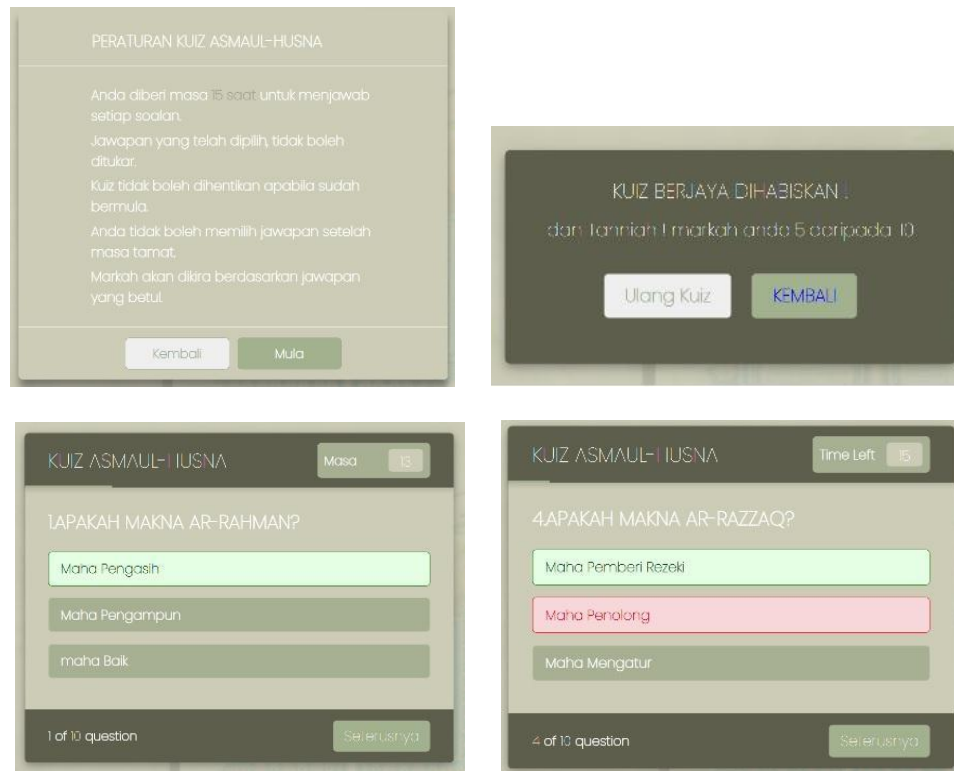 PERATURAN KUIZ ASMAUL-HUSNA
Anda diberi masa 15 saat untuk menjawab
setiap soalan.
Jawapan yang telah dipilih, tidak boleh
ditukar.
Kuiz tidak boleh dihentikan apabila sudah
bermula.
Anda tidak boleh memilih jawapan setelah
masa tamat.
Markah akan dikira berdasarkan jawapan
yang betul.
Kembali
Mula
KUIZ BERJAYA DIHABISKAN !
dan Tahniah ! markah anda 5 daripada 10
Ulang Kuiz
KEMBALI
KUIZ ASMAUL-HUSNA
Masa 13
1.APAKAH MAKNA AR-RAHMAN?
Maha Pengasih
Maha Pengampun
maha Baik
1 of 10 question
Seterusnya
KUIZ ASMAUL-HUSNA
Time Left 15
4.APAKAH MAKNA AR-RAZZAQ?
Maha Pemberi Rezeki
Maha Penolong
Maha Mengatur
4 of 10 question
Seterusnya